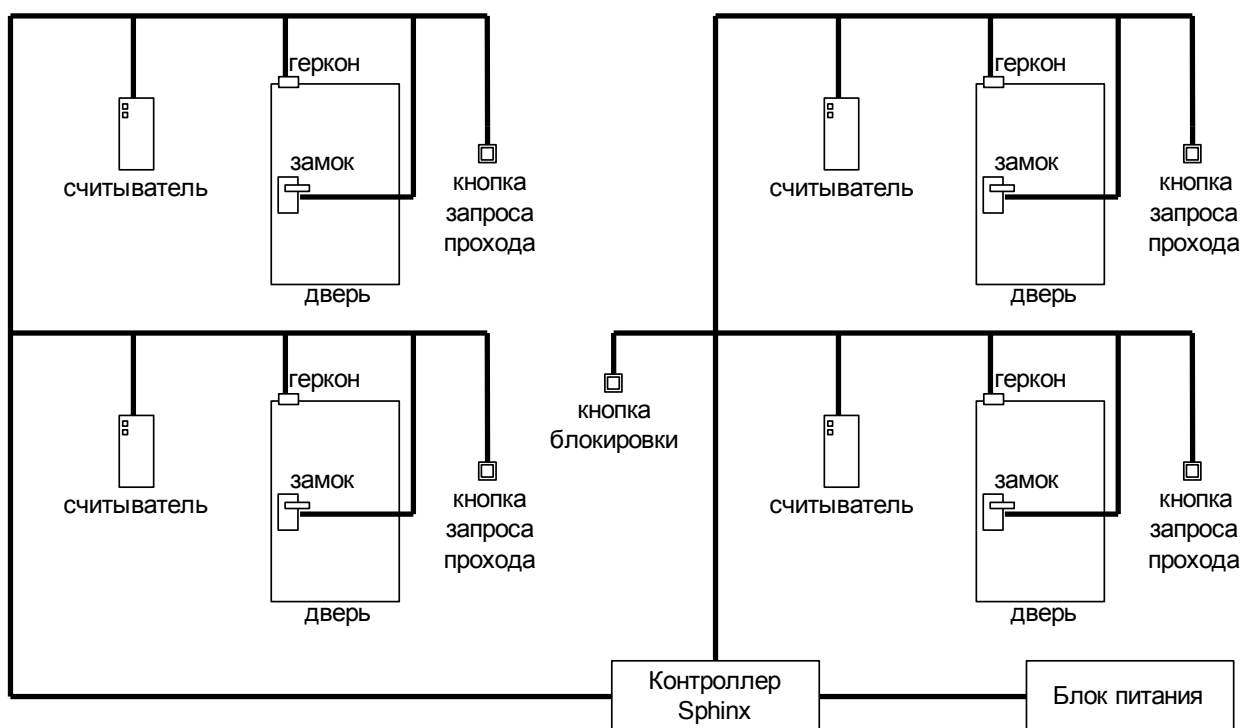 геркон
замок
считыватель
кнопка
запроса
прохода
дверь
геркон
замок
считыватель
кнопка
запроса
прохода
дверь
геркон
замок
считыватель
кнопка
запроса
прохода
дверь
кнопка
блокировки
геркон
замок
считыватель
кнопка
запроса
прохода
дверь
Контроллер
Sphinx
Блок питания